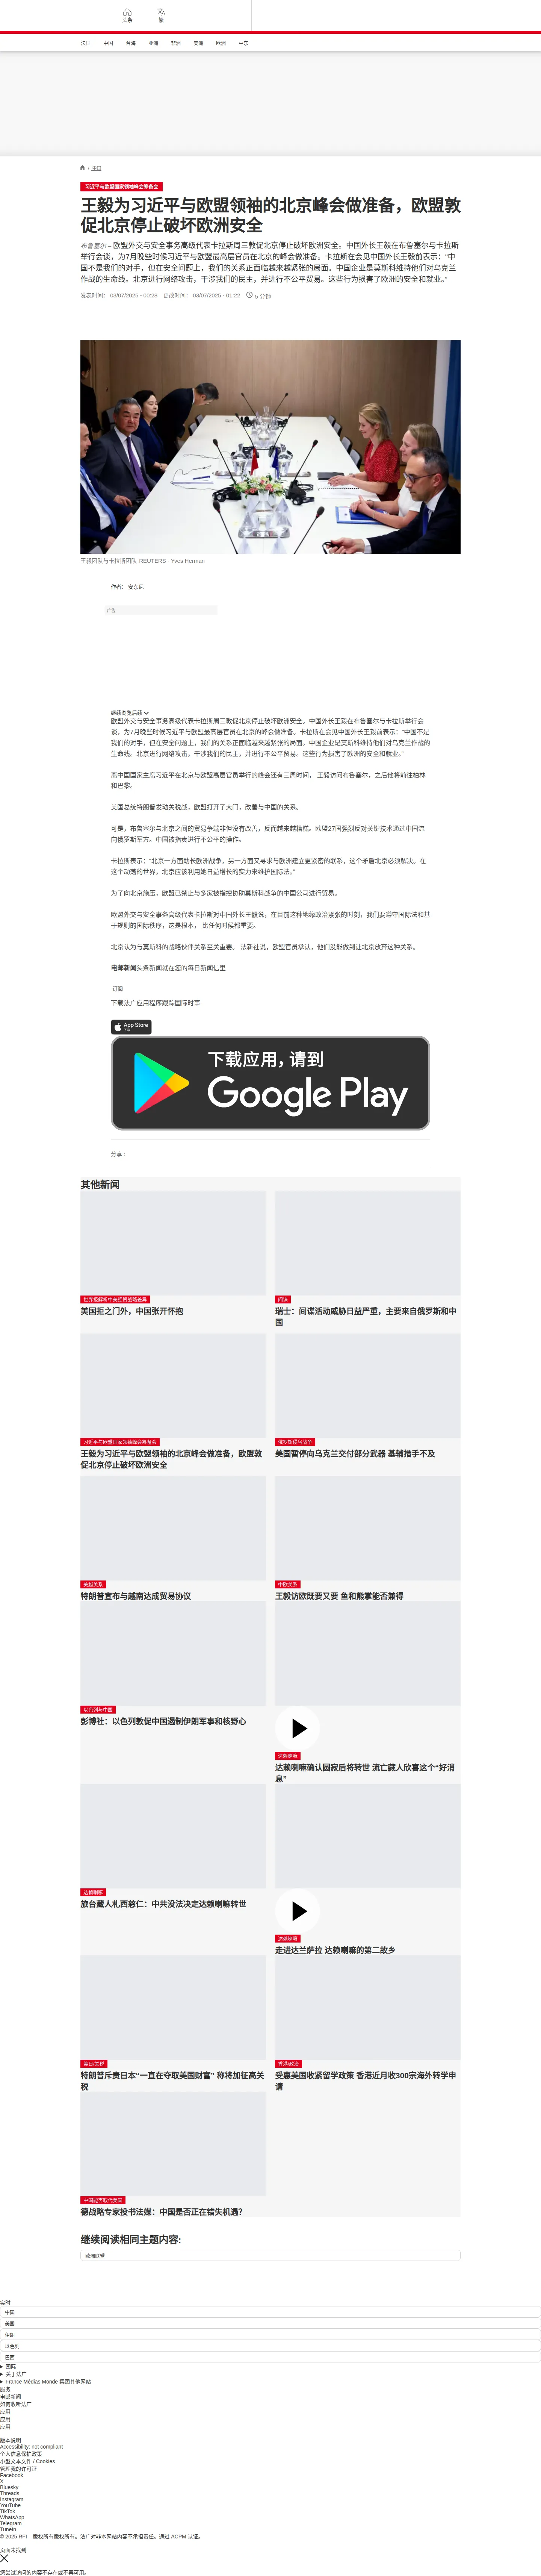 头条
繁
法国
中国
台海
亚洲
非洲
美洲
欧洲
中东
/ 中国
习近平与欧盟国家领袖峰会筹备会
王毅为习近平与欧盟领袖的北京峰会做准备，欧盟敦
促北京停止破坏欧洲安全
布鲁塞尔 – 欧盟外交与安全事务高级代表卡拉斯周三敦促北京停止破坏欧洲安全。中国外长王毅在布鲁塞尔与卡拉斯
举行会谈，为7月晚些时候习近平与欧盟最高层官员在北京的峰会做准备。卡拉斯在会见中国外长王毅前表示：“中
国不是我们的对手，但在安全问题上，我们的关系正面临越来越紧张的局面。中国企业是莫斯科维持他们对乌克兰
作战的生命线。北京进行网络攻击，干涉我们的民主，并进行不公平贸易。这些行为损害了欧洲的安全和就业。”
发表时间： 03/07/2025 - 00:28 更改时间： 03/07/2025 - 01:22 5 分钟
王毅团队与卡拉斯团队 REUTERS - Yves Herman
作者： 安东尼
广告
继续浏览后续
欧盟外交与安全事务高级代表卡拉斯周三敦促北京停止破坏欧洲安全。中国外长王毅在布鲁塞尔与卡拉斯举行会
谈，为7月晚些时候习近平与欧盟最高层官员在北京的峰会做准备。卡拉斯在会见中国外长王毅前表示：“中国不是
我们的对手，但在安全问题上，我们的关系正面临越来越紧张的局面。中国企业是莫斯科维持他们对乌克兰作战的
生命线。北京进行网络攻击，干涉我们的民主，并进行不公平贸易。这些行为损害了欧洲的安全和就业。”
离中国国家主席习近平在北京与欧盟高层官员举行的峰会还有三周时间， 王毅访问布鲁塞尔，之后他将前往柏林
和巴黎。
美国总统特朗普发动关税战，欧盟打开了大门，改善与中国的关系。
可是，布鲁塞尔与北京之间的贸易争端非但没有改善，反而越来越糟糕。欧盟27国强烈反对关键技术通过中国流
向俄罗斯军方。中国被指责进行不公平的操作。
卡拉斯表示：“北京一方面助长欧洲战争，另一方面又寻求与欧洲建立更紧密的联系，这个矛盾北京必须解决。在
这个动荡的世界，北京应该利用她日益增长的实力来维护国际法。”
为了向北京施压，欧盟已禁止与多家被指控协助莫斯科战争的中国公司进行贸易。
欧盟外交与安全事务高级代表卡拉斯对中国外长王毅说，在目前这种地缘政治紧张的时刻，我们要遵守国际法和基
于规则的国际秩序，这是根本， 比任何时候都重要。
北京认为与莫斯科的战略伙伴关系至关重要。 法新社说，欧盟官员承认，他们没能做到让北京放弃这种关系。
电邮新闻头条新闻就在您的每日新闻信里
订阅
下载法广应用程序跟踪国际时事
App Store
下载
下载应用，请到
Google Play
分享 :
其他新闻
世界报解析中美经贸战略差异
美国拒之门外，中国张开怀抱
间谍
瑞士：间谍活动威胁日益严重，主要来自俄罗斯和中
国
习近平与欧盟国家领袖峰会筹备会
王毅为习近平与欧盟领袖的北京峰会做准备，欧盟敦
促北京停止破坏欧洲安全
俄罗斯侵乌战争
美国暂停向乌克兰交付部分武器 基辅措手不及
美越关系
特朗普宣布与越南达成贸易协议
中欧关系
王毅访欧既要又要 鱼和熊掌能否兼得
以色列与中国
彭博社：以色列敦促中国遏制伊朗军事和核野心
达赖喇嘛
达赖喇嘛确认圆寂后将转世 流亡藏人欣喜这个“好消
息”
达赖喇嘛
旅台藏人札西慈仁：中共没法决定达赖喇嘛转世
达赖喇嘛
走进达兰萨拉 达赖喇嘛的第二故乡
美日/关税
特朗普斥责日本“一直在夺取美国财富” 称将加征高关
税
香港/政治
受惠美国收紧留学政策 香港近月收300宗海外转学申
请
中国能否取代美国
德战略专家投书法媒：中国是否正在错失机遇？
继续阅读相同主题内容:
欧洲联盟
实时
中国
美国
伊朗
以色列
巴西
国际
关于法广
France Médias Monde 集团其他网站
服务
电邮新闻
如何收听法广
应用
应用
应用
版本说明
Accessibility: not compliant
个人信息保护政策
小型文本文件 / Cookies
管理我的许可证
Facebook
X
Bluesky
Threads
Instagram
YouTube
TikTok
WhatsApp
Telegram
TuneIn
© 2025 RFI – 版权所有版权所有。法广对非本网站内容不承担责任。通过 ACPM 认证。
页面未找到
您尝试访问的内容不存在或不再可用。